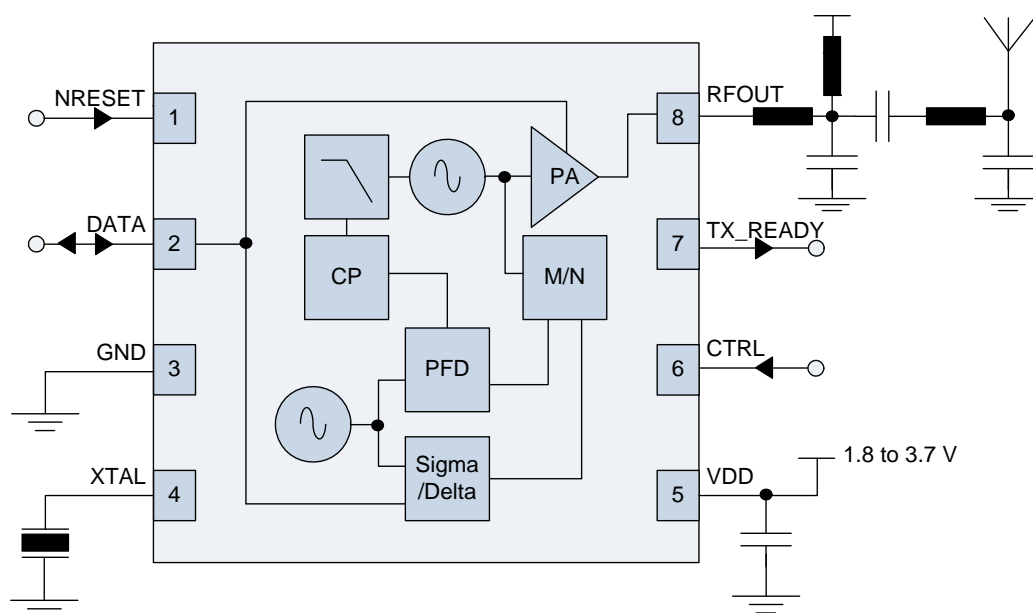 NRESET
1
DATA
2
GND
3
XTAL
4
CP
PFD
Sigma
/Delta
M/N
PA
8
RFOUT
7
TX_READY
6
CTRL
5
VDD
1.8 to 3.7 V